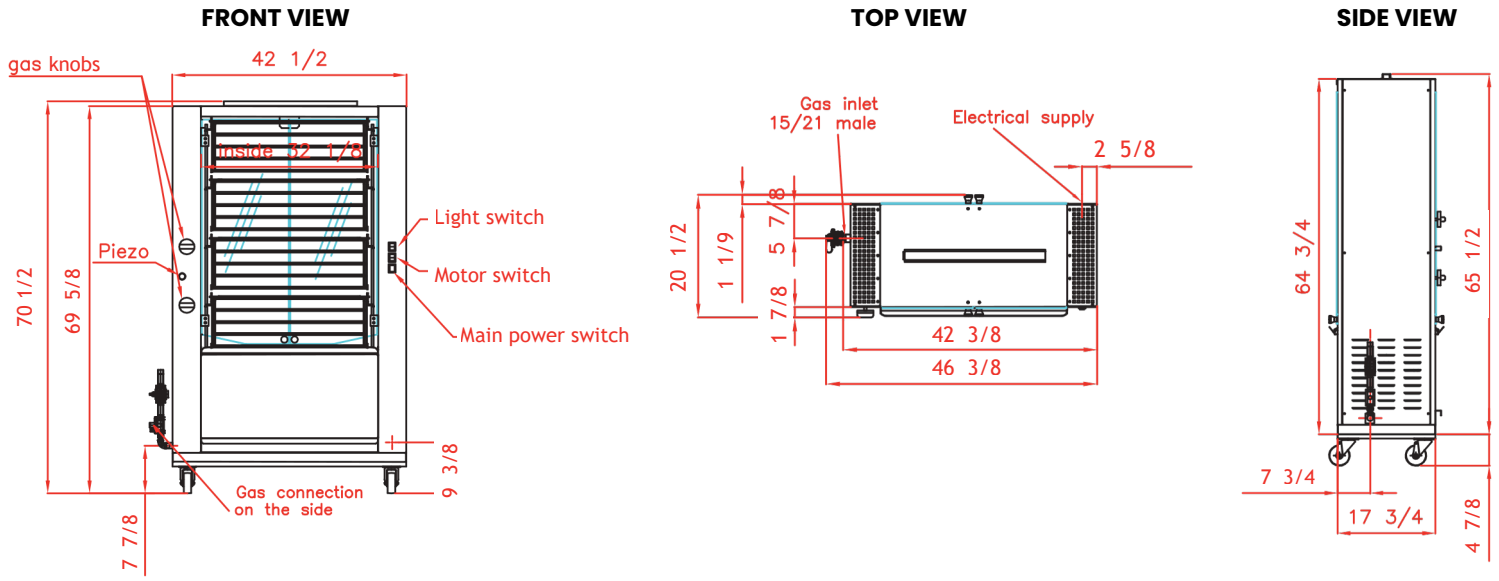 FRONT VIEW
42 1/2
gas knobs
inside 32 1/8
Light switch
Piezo
Motor switch
70 1/2
69 5/8
Main power switch
9 3/8
Gas connection
on the side
7 7/8
TOP VIEW
Gas inlet
15/21 male
Electrical supply
2 5/8
20 1/2
1 1/9
5 7/8
1 7/8
42 3/8
46 3/8
SIDE VIEW
64 3/4
65 1/2
7 3/4
17 3/4
4 7/8